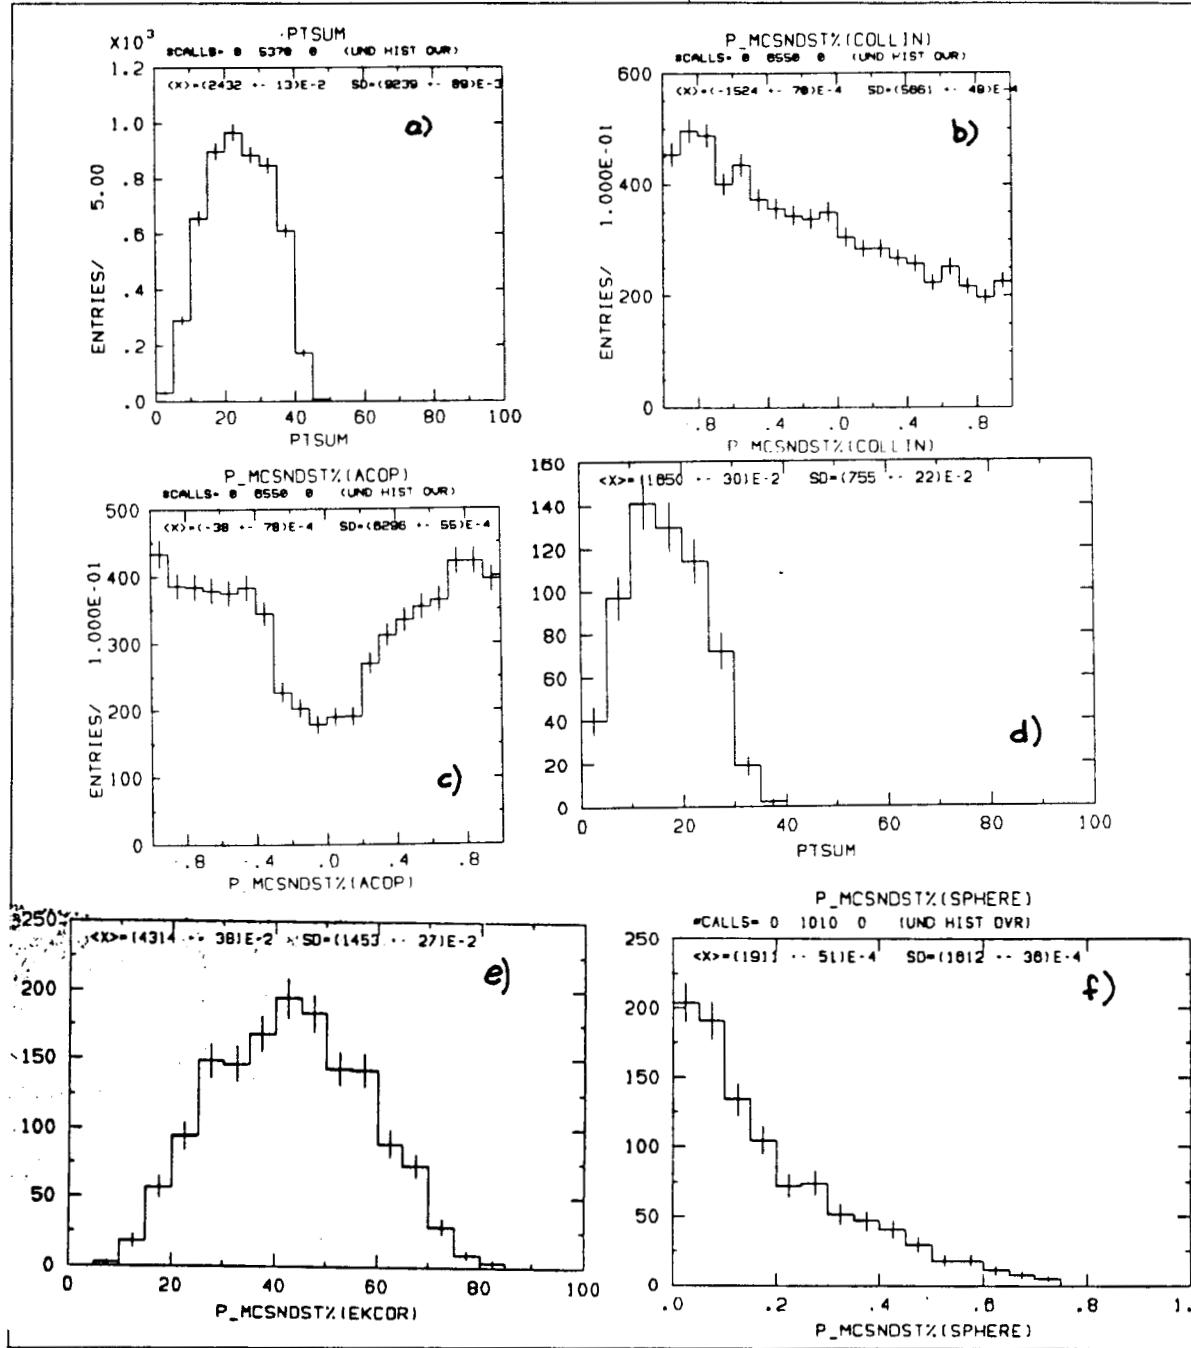 PTSUM
#CALLS= 0 5370 0 (UND HIST OVR)
X10³
<X>=(2432 +- 13)E-2 SD=(9239 +- 89)E-3
a)
1.2
1.0
.8
.6
.4
.2
.0
ENTRIES/ 5.00
0 20 40 60 80 100
PTSUM
P_MCSNDST%(COLLIN)
#CALLS= 0 6550 0 (UND HIST OVR)
<X>=(-1524 +- 70)E-4 SD=(5661 +- 49)E-4
b)
600
400
200
0
ENTRIES/ 1.000E-01
-.8 -.4 .0 .4 .8
P_MCSNDST%(COLLIN)
P_MCSNDST%(ACOP)
#CALLS= 0 6550 0 (UND HIST OVR)
<X>=(-38 +- 78)E-4 SD=(6296 +- 55)E-4
500
400
.300
200
100
0
ENTRIES/ 1.000E-01
c)
-.8 -.4 .0 .4 .8
P_MCSNDST%(ACOP)
<X>=(1650 +- 30)E-2 SD=(755 +- 22)E-2
160
140
120
100
80
60
40
20
0
d)
0 20 40 60 80 100
PTSUM
<X>=(4314 +- 38)E-2 SD=(1453 +- 27)E-2
e)
250
200
150
100
50
0
0 20 40 60 80 100
P_MCSNDST%(EKCOR)
P_MCSNDST%(SPHERE)
#CALLS= 0 1010 0 (UND HIST OVR)
<X>=(1911 +- 51)E-4 SD=(1612 +- 36)E-4
f)
250
200
150
100
50
0
.0 .2 .4 .6 .8 1.
P_MCSNDST%(SPHERE)